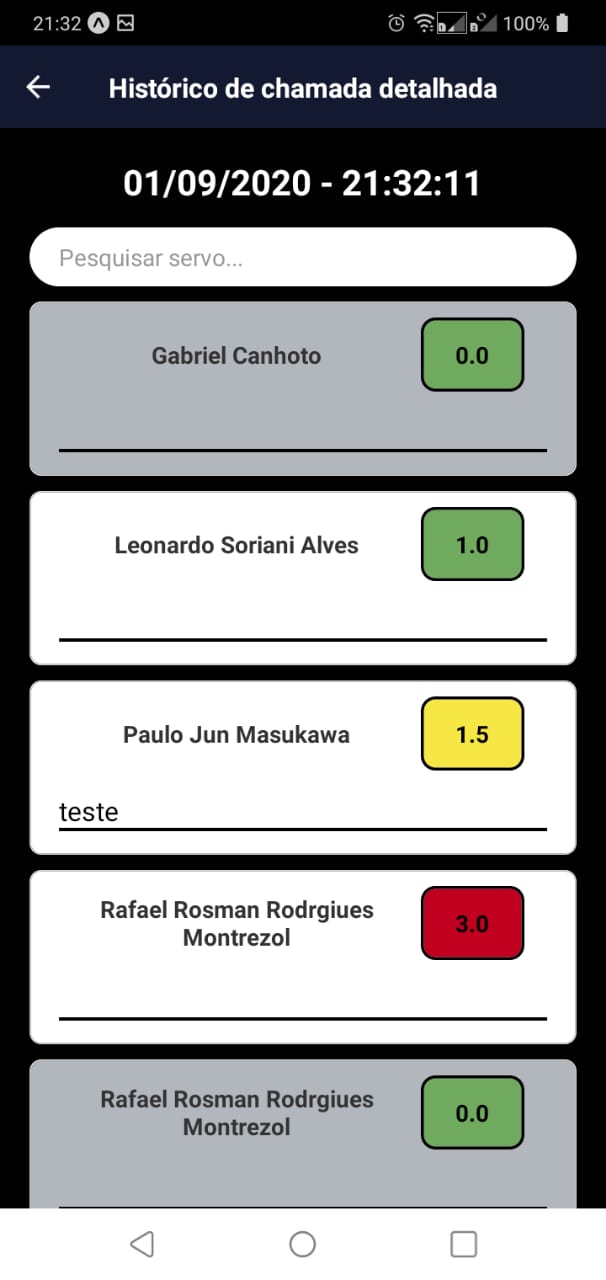 21:32 100%
Histórico de chamada detalhada
01/09/2020 - 21:32:11
Pesquisar servo...
Gabriel Canhoto 0.0
Leonardo Soriani Alves 1.0
Paulo Jun Masukawa 1.5
teste
Rafael Rosman Rodrgiues
Montrezol
3.0
Rafael Rosman Rodrgiues
Montrezol
0.0